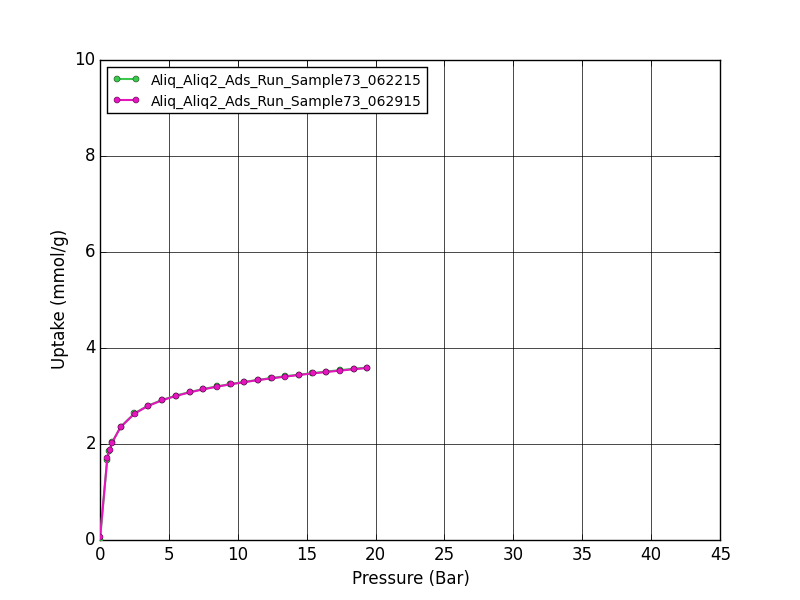 Aliq_Aliq2_Ads_Run_Sample73_062215
Aliq_Aliq2_Ads_Run_Sample73_062915
10
8
6
4
2
0
Uptake (mmol/g)
0 5 10 15 20 25 30 35 40 45
Pressure (Bar)